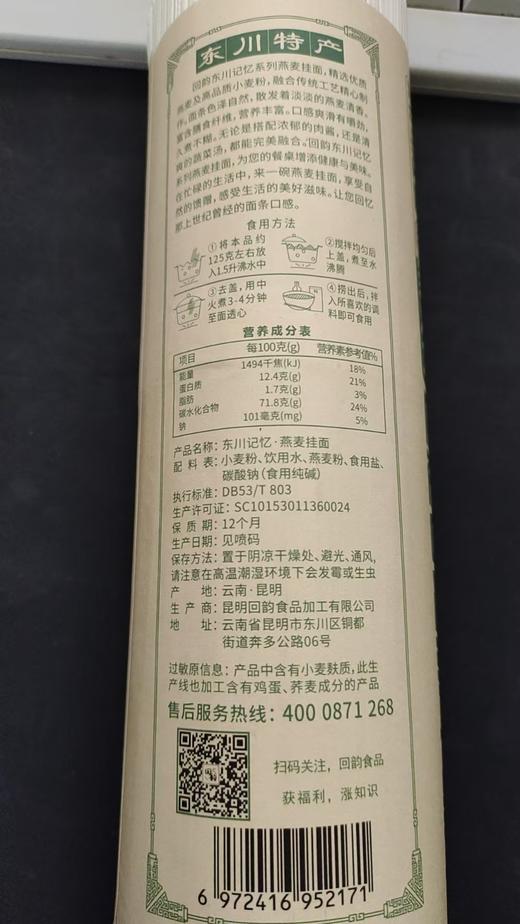 东川特产
回韵东川记忆系列燕麦挂面，精选优质
燕麦及高品质小麦粉，融合传统工艺精心制
作。面条色泽自然，散发着淡淡的燕麦清香。
富含膳食纤维，营养丰富。口感爽滑有嚼劲，
久煮不糊。无论是搭配浓郁的肉酱，还是清
爽的蔬菜汤，都能完美融合。回韵东川记忆
系列燕麦挂面，为您的餐桌增添健康与美味。
在忙碌的生活中，来一碗燕麦挂面，享受自
然的馈赠，感受生活的美好滋味。让您回忆
那上世纪曾经的面条口感。
食用方法
①将本品约
125克左右放
入1.5升沸水中
②搅拌均匀后
上盖，煮至水
沸腾
③去盖，用中
火煮3-4分钟
至面透心
④捞出后，拌
入所喜欢的调
料即可食用
营养成分表
项目 每100克(g) 营养素参考值%
能量 1494千焦(kJ) 18%
蛋白质 12.4克(g) 21%
脂肪 1.7克(g) 3%
碳水化合物 71.8克(g) 24%
钠 101毫克(mg) 5%
产品名称：东川记忆·燕麦挂面
配料表：小麦粉、饮用水、燕麦粉、食用盐、
碳酸钠（食用纯碱）
执行标准：DB53/T 803
生产许可证：SC10153011360024
保质期：12个月
生产日期：见喷码
保存方法：置于阴凉干燥处、避光、通风，
请注意在高温潮湿环境下会发霉或生虫
产地：云南·昆明
生产商：昆明回韵食品加工有限公司
地址：云南省昆明市东川区铜都
街道奔多公路06号
过敏原信息：产品中含有小麦麸质，此生
产线也加工含有鸡蛋、荞麦成分的产品
售后服务热线：400 0871 268
扫码关注，回韵食品
获福利，涨知识
6 972416 952171